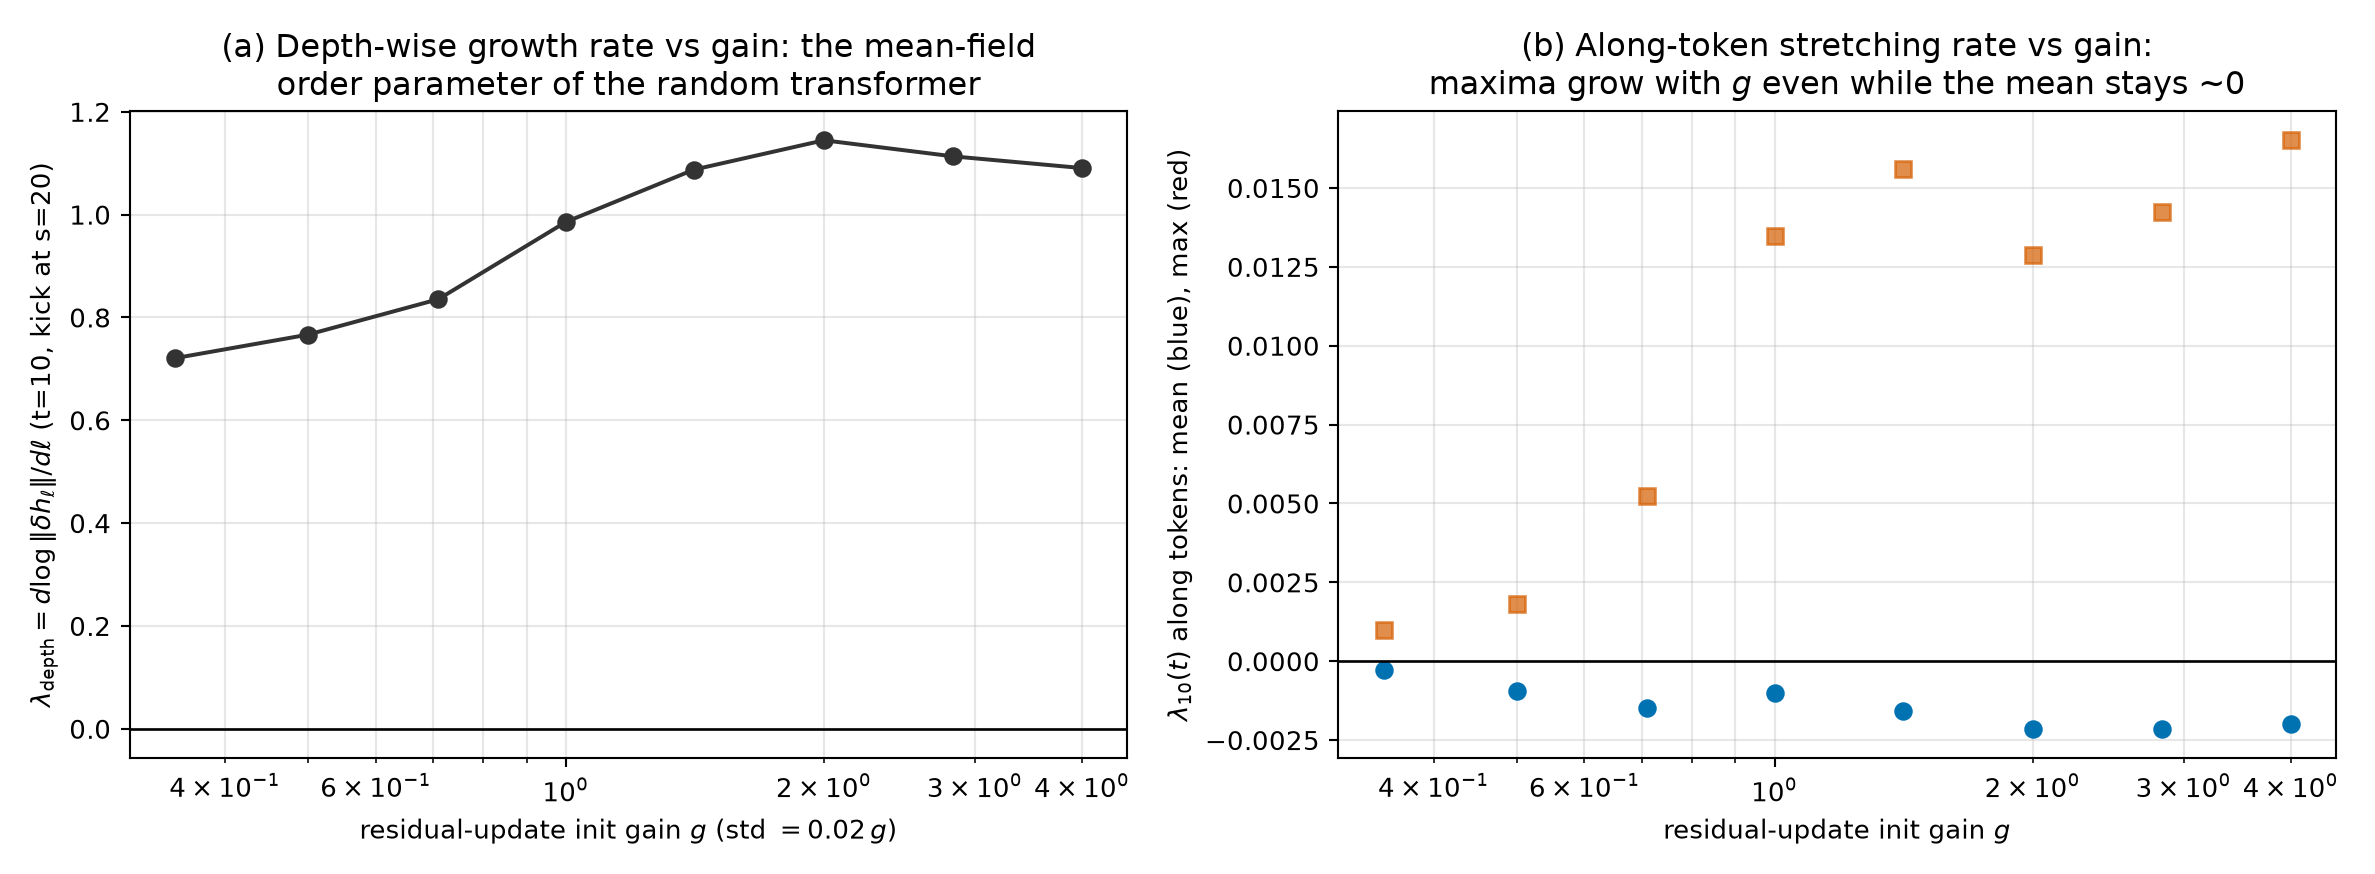 (a) Depth-wise growth rate vs gain: the mean-field
order parameter of the random transformer
λ_depth = d log ‖δh_ℓ‖/dℓ (t=10, kick at s=20)
1.2
1.0
0.8
0.6
0.4
0.2
0.0
4 × 10⁻¹
6 × 10⁻¹
10⁰
2 × 10⁰
3 × 10⁰
4 × 10⁰
residual-update init gain g (std = 0.02 g)
(b) Along-token stretching rate vs gain:
maxima grow with g even while the mean stays ~0
λ₁₀(t) along tokens: mean (blue), max (red)
0.0150
0.0125
0.0100
0.0075
0.0050
0.0025
0.0000
−0.0025
4 × 10⁻¹
6 × 10⁻¹
10⁰
2 × 10⁰
3 × 10⁰
4 × 10⁰
residual-update init gain g